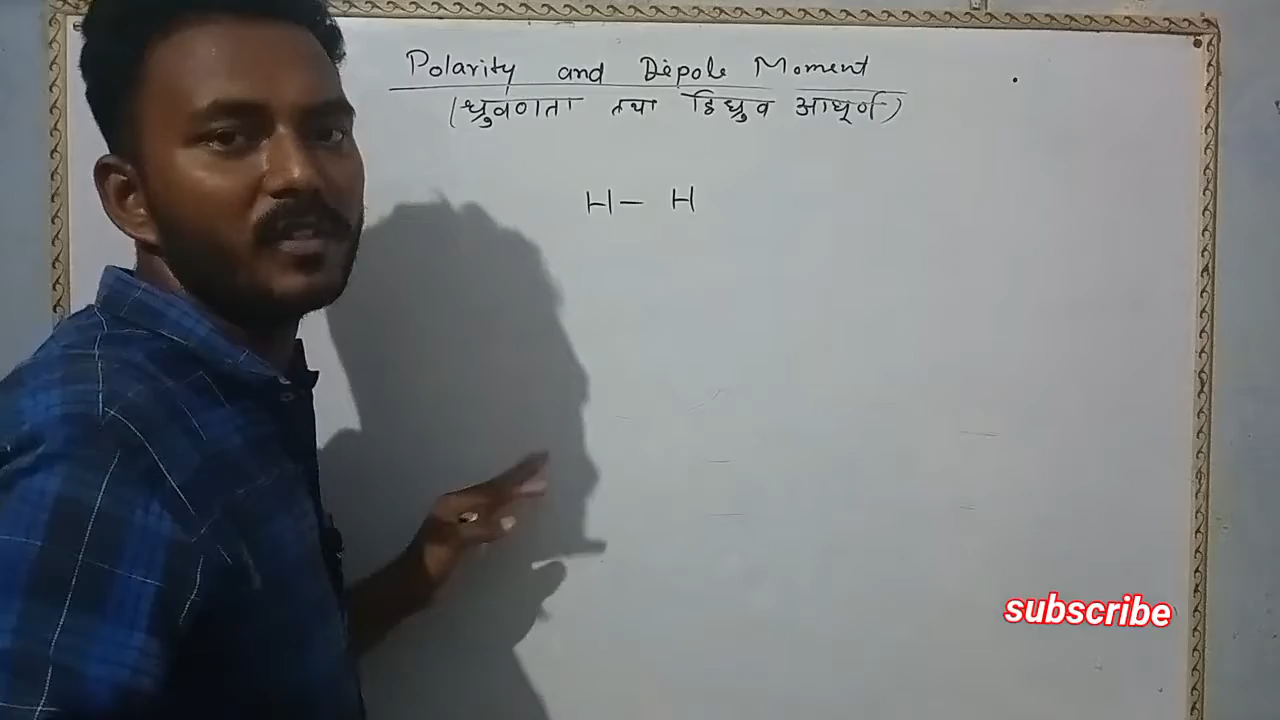 Polarity and Dipole Moment
(ध्रुवणता तथा द्विध्रुव आघूर्ण)
H - H
subscribe